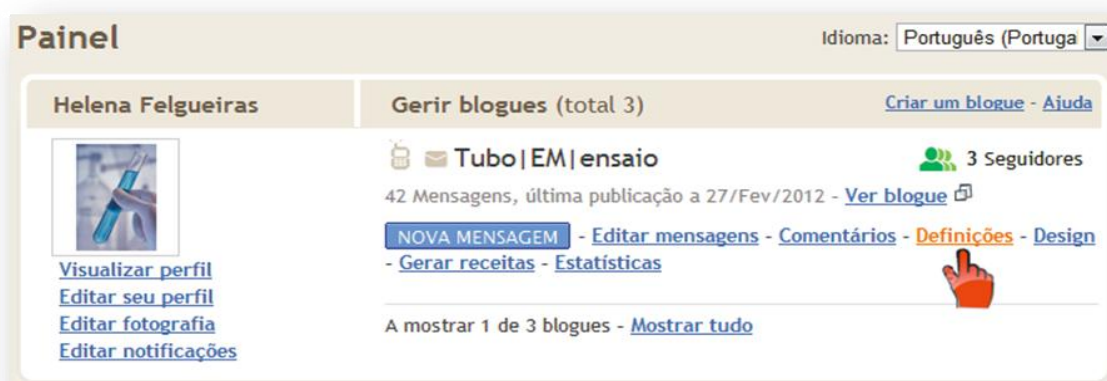 Painel
Idioma: Português (Portugal
Helena Felgueiras
Gerir blogues (total 3)
Criar um blogue - Ajuda
Tubo|EM|ensaio
3 Seguidores
42 Mensagens, última publicação a 27/Fev/2012 - Ver blogue
NOVA MENSAGEM - Editar mensagens - Comentários - Definições - Design
- Gerar receitas - Estatísticas
Visualizar perfil
Editar seu perfil
Editar fotografia
Editar notificações
A mostrar 1 de 3 blogues - Mostrar tudo